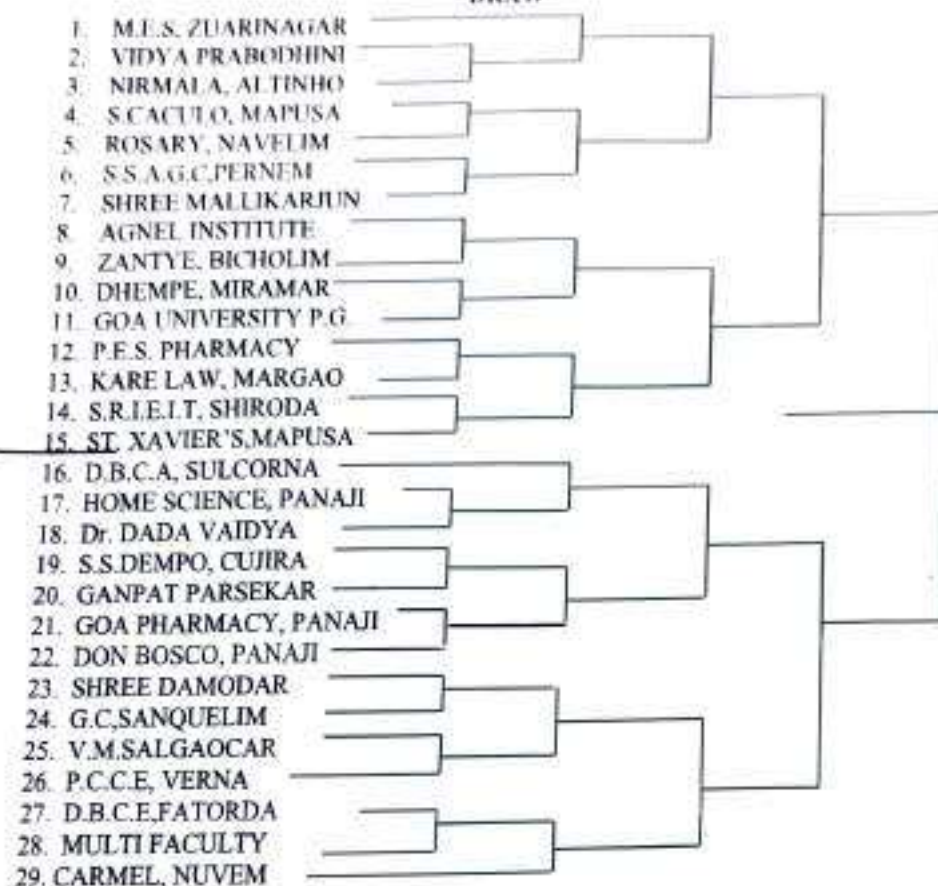 1. M.E.S. ZUARINAGAR
2. VIDYA PRABODHINI
3. NIRMALA, ALTINHO
4. S.CACULO, MAPUSA
5. ROSARY, NAVELIM
6. S.S.A.G.C.PERNEM
7. SHREE MALLIKARJUN
8. AGNEL INSTITUTE
9. ZANTYE, BICHOLIM
10. DHEMPE, MIRAMAR
11. GOA UNIVERSITY P.G.
12. P.E.S. PHARMACY
13. KARE LAW, MARGAO
14. S.R.I.E.I.T, SHIRODA
15. ST. XAVIER'S,MAPUSA
16. D.B.C.A, SULCORNA
17. HOME SCIENCE, PANAJI
18. Dr. DADA VAIDYA
19. S.S.DEMPO, CUJIRA
20. GANPAT PARSEKAR
21. GOA PHARMACY, PANAJI
22. DON BOSCO, PANAJI
23. SHREE DAMODAR
24. G.C,SANQUELIM
25. V.M.SALGAOCAR
26. P.C.C.E, VERNA
27. D.B.C.E,FATORDA
28. MULTI FACULTY
29. CARMEL, NUVEM